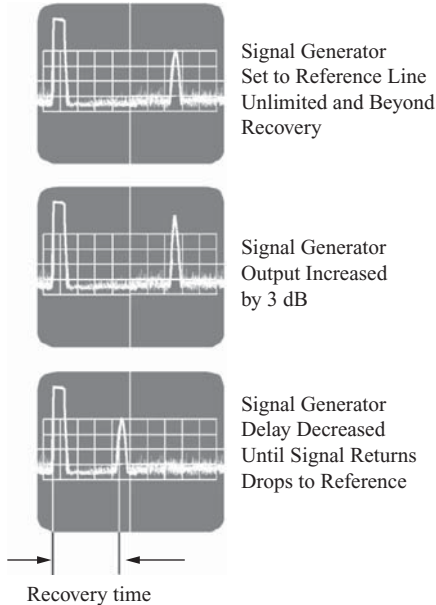 Signal Generator
Set to Reference Line
Unlimited and Beyond
Recovery
Signal Generator
Output Increased
by 3 dB
Signal Generator
Delay Decreased
Until Signal Returns
Drops to Reference
Recovery time